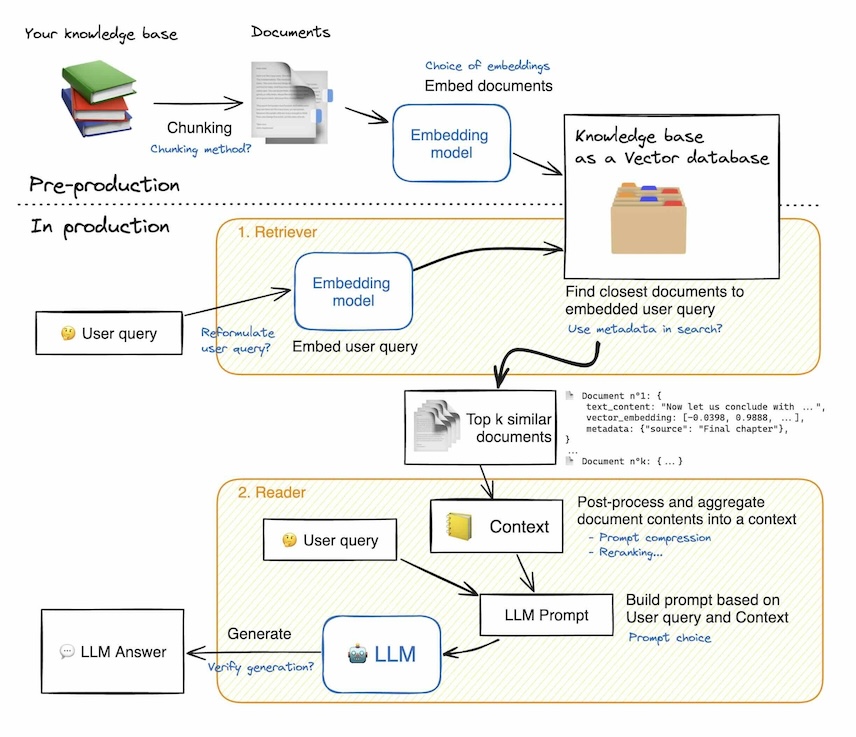 Your knowledge base
Documents
Chunking
Chunking method?
Choice of embeddings
Embed documents
Embedding
model
Knowledge base
as a Vector database
Pre-production
In production
1. Retriever
Embedding
model
🤔 User query
Reformulate
user query?
Embed user query
Find closest documents to
embedded user query
Use metadata in search?
Top k similar
documents
Document n°1: {
text_content: "Now let us conclude with ...",
vector_embedding: [-0.0398, 0.9888, ...],
metadata: {"source": "Final chapter"},
}
...
Document n°k: {...}
2. Reader
Context
Post-process and aggregate
document contents into a context
- Prompt compression
- Reranking...
🤔 User query
LLM Prompt
Build prompt based on
User query and Context
Prompt choice
LLM
Generate
Verify generation?
💬 LLM Answer